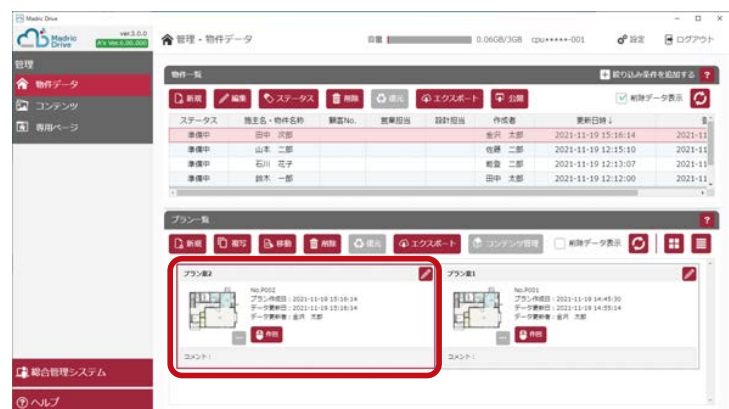 Madric Drive
Madric Drive
ver.3.0.0
A's Ver.6.00.000
管理 - 物件データ
容量
0.06GB/3GB
cpu*****-001
設定
ログアウト
管理
物件データ
コンテンツ
専用ページ
総合管理システム
ヘルプ
物件一覧
絞り込み条件を追加する ?
新規 編集 ステータス 削除 復元 エクスポート 公開 削除データ表示
ステータス 施主名・物件名称 顧客No. 営業担当 設計担当 作成者 更新日時↓
準備中 田中 次郎 金沢 太郎 2021-11-19 15:16:14 2021-11
準備中 山本 二郎 佐藤 二郎 2021-11-19 12:15:10 2021-11
準備中 石川 花子 能登 二郎 2021-11-19 12:13:07 2021-11
準備中 鈴木 一郎 田中 太郎 2021-11-19 12:12:00 2021-11
プラン一覧 ?
新規 複写 移動 削除 復元 エクスポート コンテンツ管理 削除データ表示
プラン案2
No.P002
プラン作成日：2021-11-19 15:16:14
データ更新日：2021-11-19 15:16:14
データ更新者：金沢 太郎
作図
コメント：
プラン案1
No.P001
プラン作成日：2021-11-19 14:45:30
データ更新日：2021-11-19 14:55:14
データ更新者：金沢 太郎
作図
コメント：